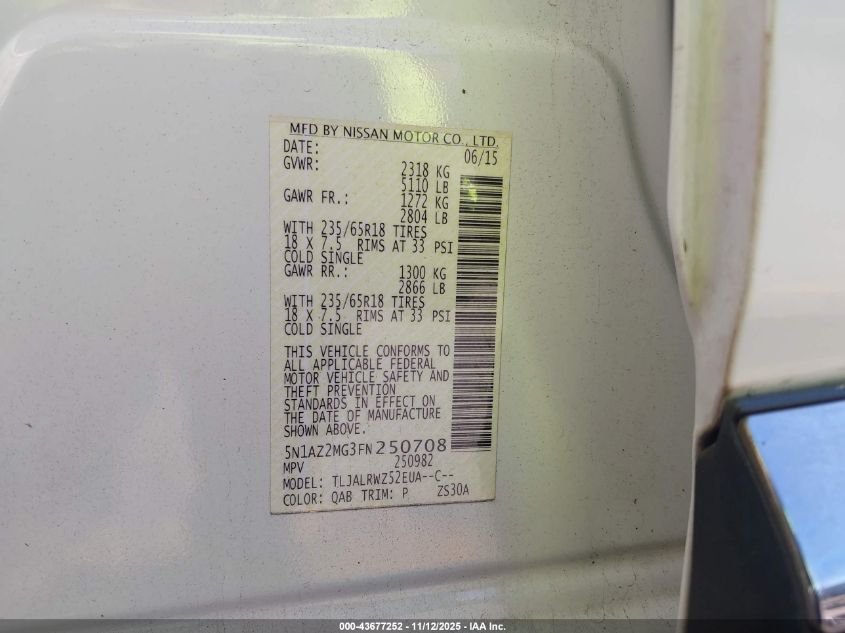 MFD BY NISSAN MOTOR CO., LTD.
DATE: 06/15
GVWR: 2318 KG
5110 LB
GAWR FR.: 1272 KG
2804 LB
WITH 235/65R18 TIRES
18 X 7.5 RIMS AT 33 PSI
COLD SINGLE
GAWR RR.: 1300 KG
2866 LB
WITH 235/65R18 TIRES
18 X 7.5 RIMS AT 33 PSI
COLD SINGLE
THIS VEHICLE CONFORMS TO
ALL APPLICABLE FEDERAL
MOTOR VEHICLE SAFETY AND
THEFT PREVENTION
STANDARDS IN EFFECT ON
THE DATE OF MANUFACTURE
SHOWN ABOVE.
5N1AZ2MG3FN250708
MPV 250982
MODEL: TLJALRWZ52EUA--C--
COLOR: QAB TRIM: P ZS30A
000-43677252 - 11/12/2025 - IAA Inc.